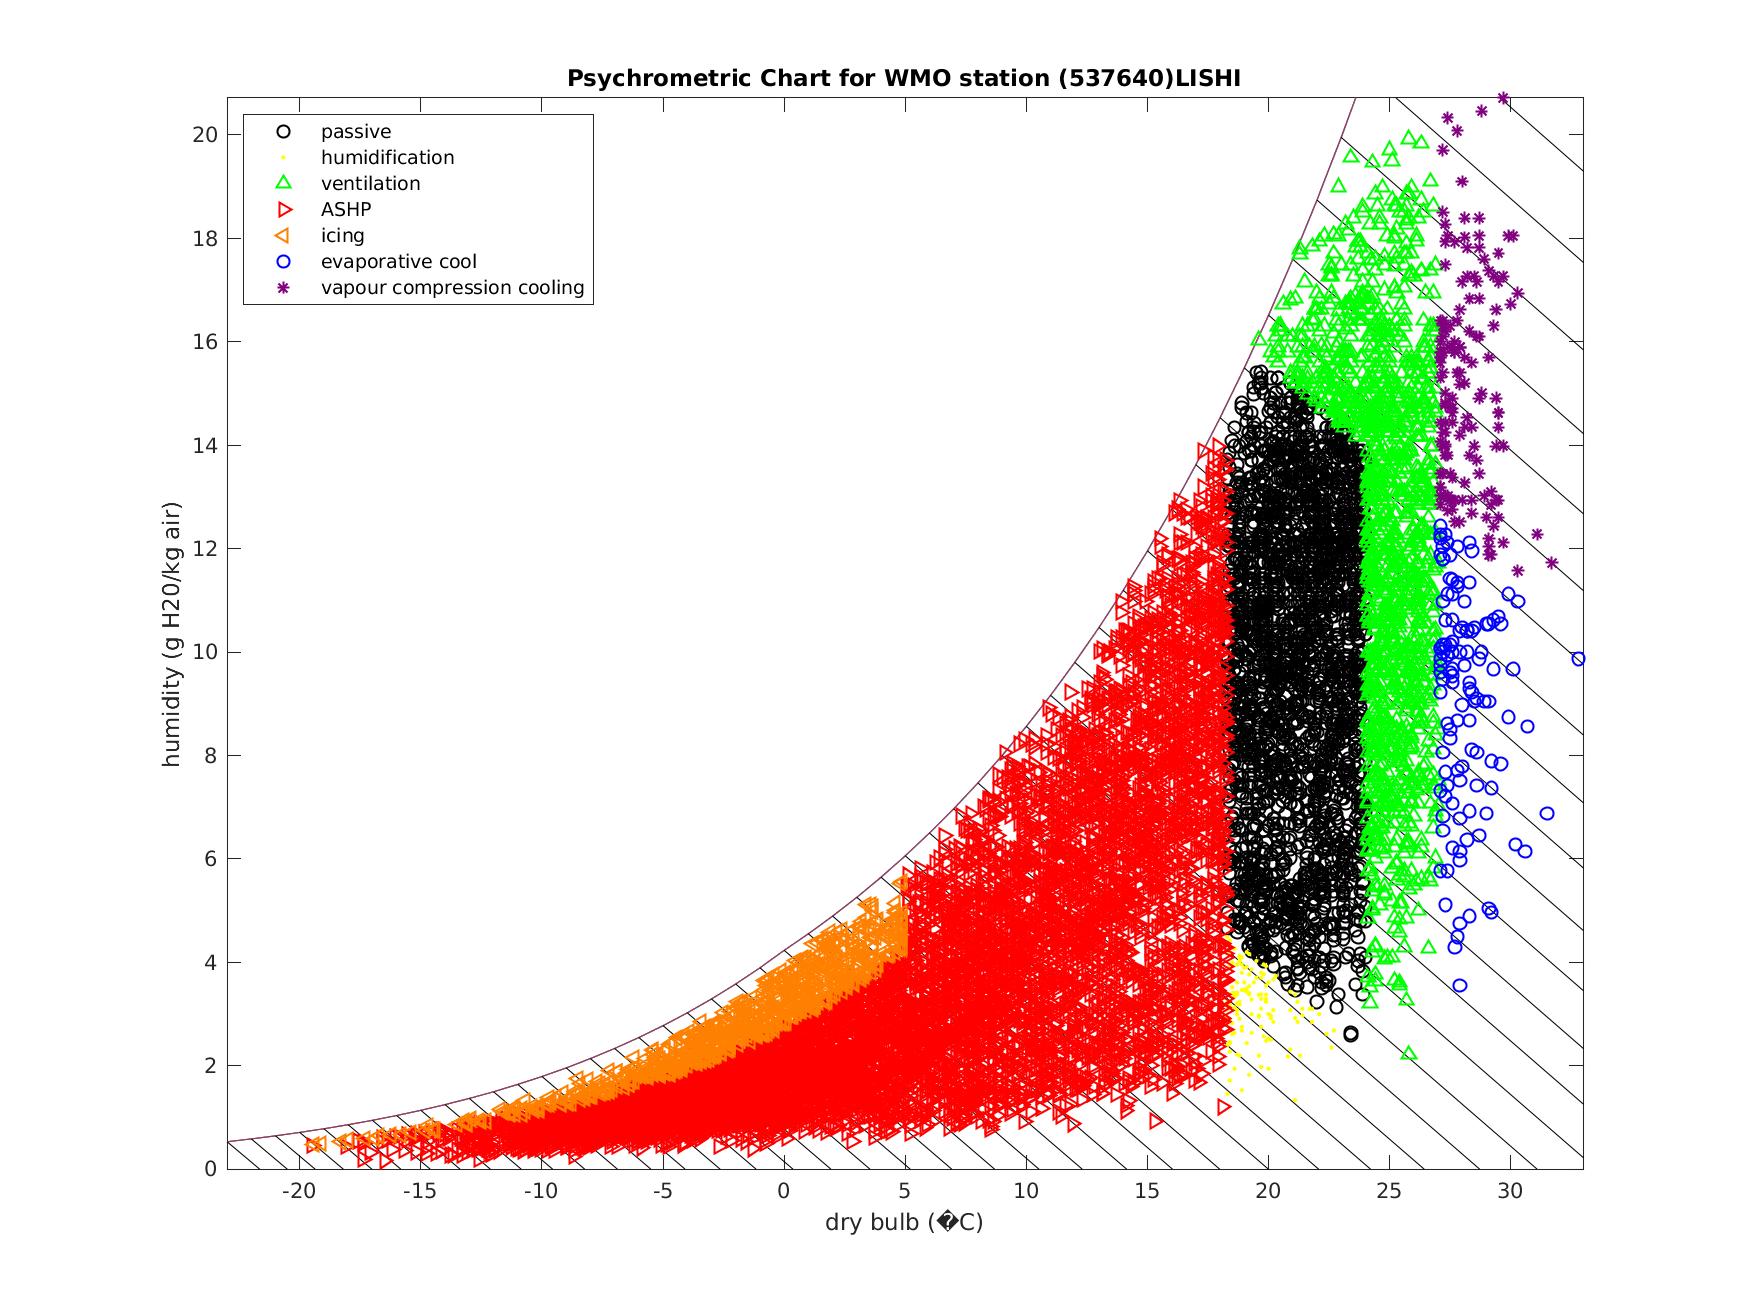 Psychrometric Chart for WMO station (537640)LISHI
passive
humidification
ventilation
ASHP
icing
evaporative cool
vapour compression cooling
humidity (g H20/kg air)
20
18
16
14
12
10
8
6
4
2
0
-20 -15 -10 -5 0 5 10 15 20 25 30
dry bulb (�C)